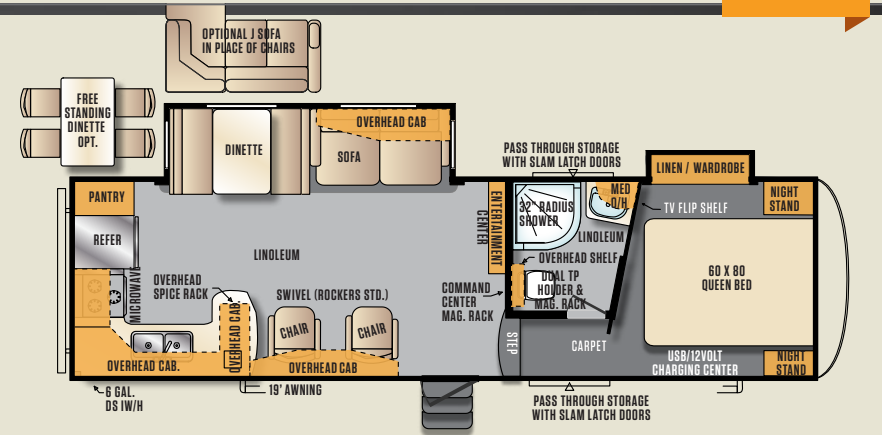 OPTIONAL J SOFA
IN PLACE OF CHAIRS
FREE
STANDING
DINETTE
OPT.
DINETTE
OVERHEAD CAB
SOFA
PASS THROUGH STORAGE
WITH SLAM LATCH DOORS
LINEN / WARDROBE
PANTRY
REFER
MICROWAVE
LINOLEUM
OVERHEAD
SPICE RACK
SWIVEL (ROCKERS STD.)
CHAIR
CHAIR
OVERHEAD CAB.
OVERHEAD CAB.
OVERHEAD CAB
6 GAL.
DS IW/H
19' AWNING
ENTERTAINMENT
CENTER
COMMAND
CENTER
MAG. RACK
32" RADIUS
SHOWER
MED
O/H
LINOLEUM
OVERHEAD SHELF
DUAL TP
HOLDER &
MAG. RACK
TV FLIP SHELF
NIGHT
STAND
60 X 80
QUEEN BED
STEP
CARPET
USB/12VOLT
CHARGING CENTER
NIGHT
STAND
PASS THROUGH STORAGE
WITH SLAM LATCH DOORS